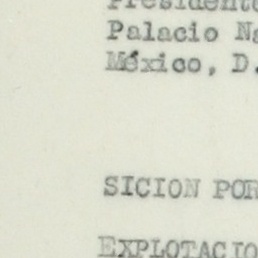 Presidente
Palacio Na
México, D.
SICION POR
EXPLOTACIO